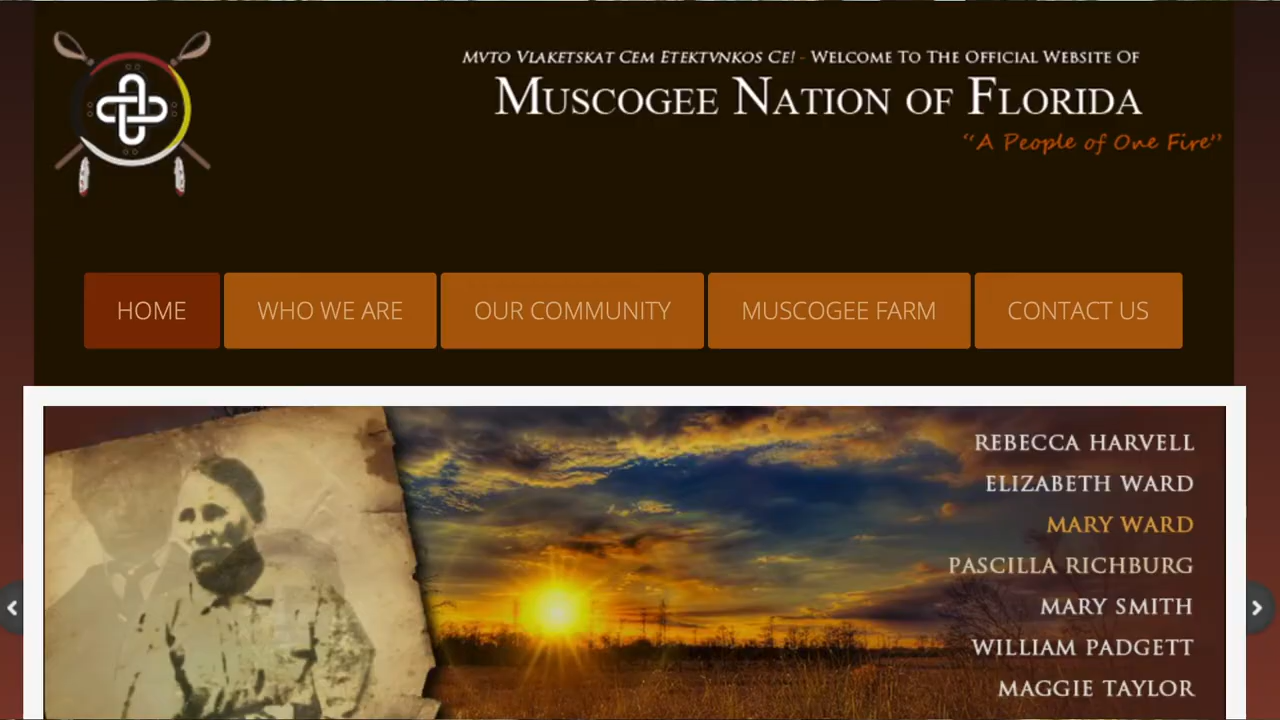 Mvto Vlaketskat Cem Etektvnkos Ce! - Welcome To The Official Website Of
Muscogee Nation of Florida
"A People of One Fire"
HOME
WHO WE ARE
OUR COMMUNITY
MUSCOGEE FARM
CONTACT US
REBECCA HARVELL
ELIZABETH WARD
MARY WARD
PASCILLA RICHBURG
MARY SMITH
WILLIAM PADGETT
MAGGIE TAYLOR